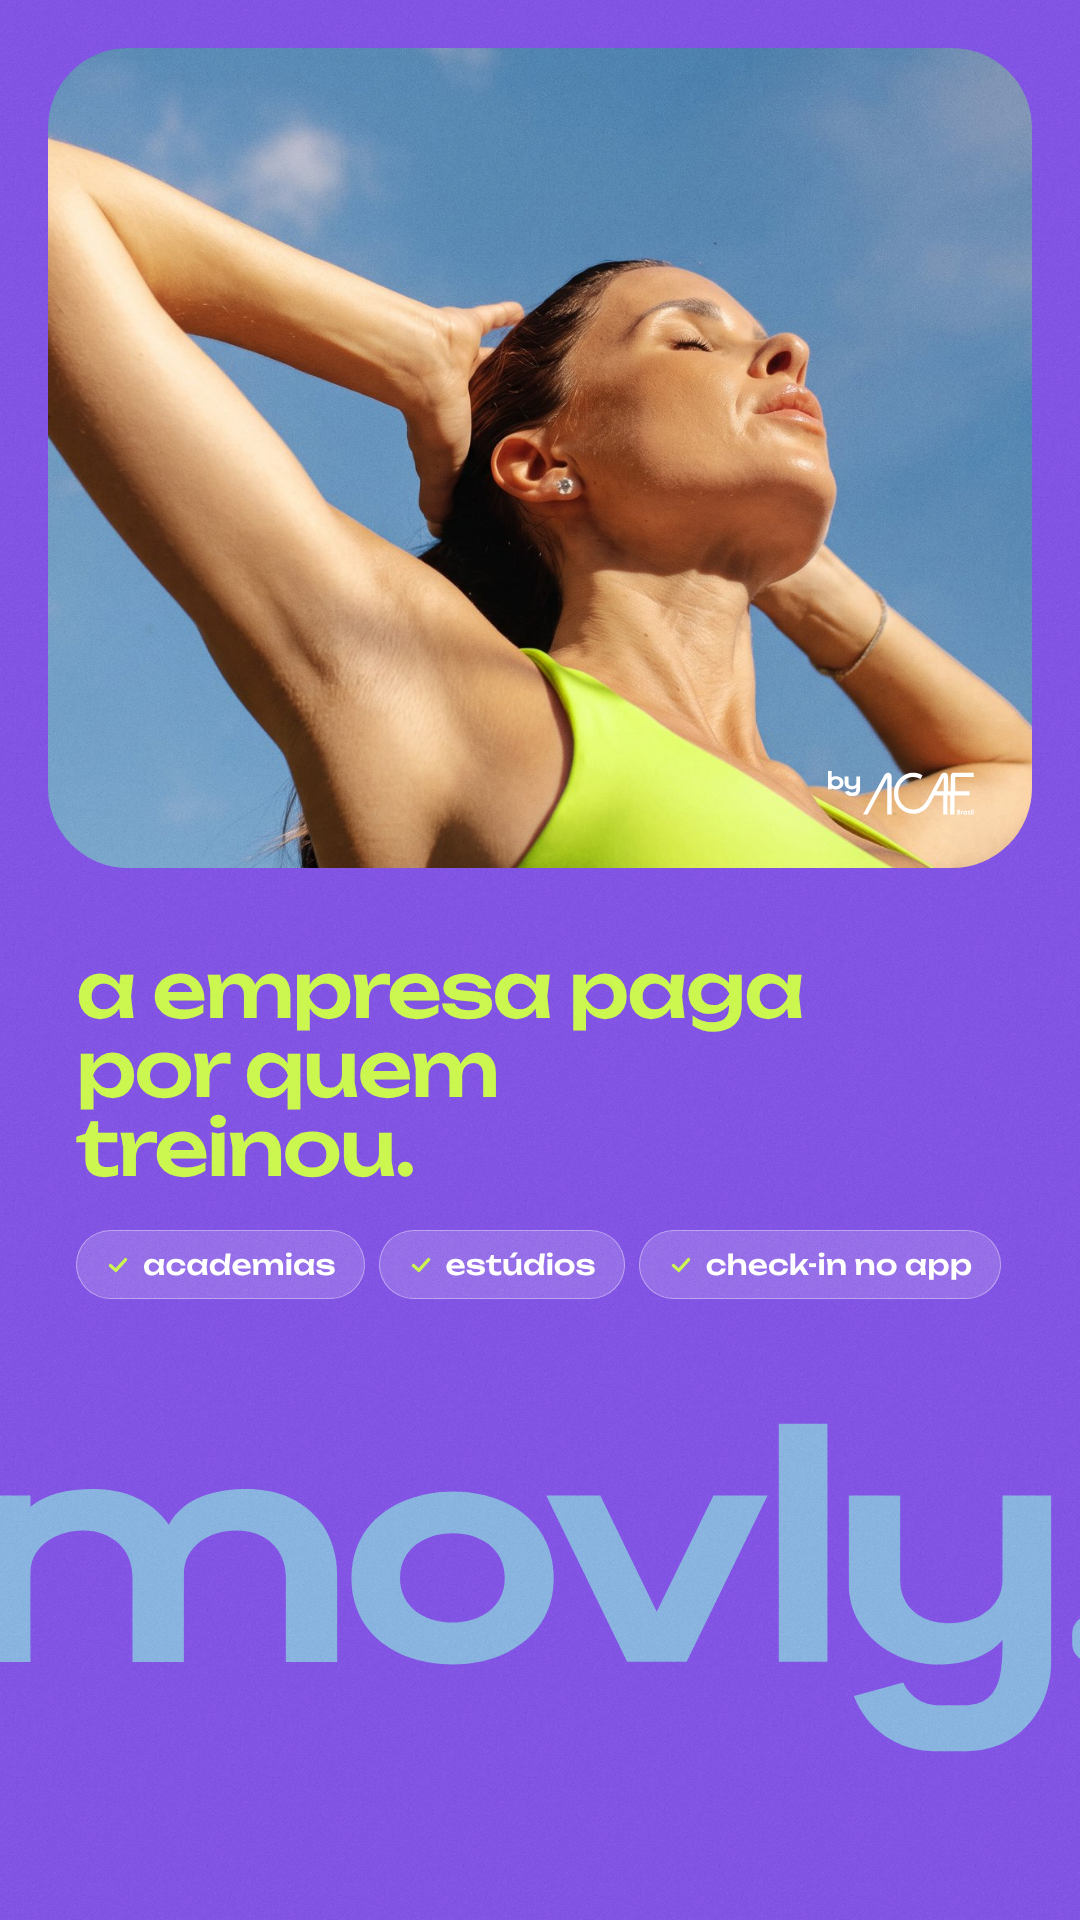 by ACAF
Brasil
a empresa paga
por quem
treinou.
academias
estúdios
check-in no app
movly.